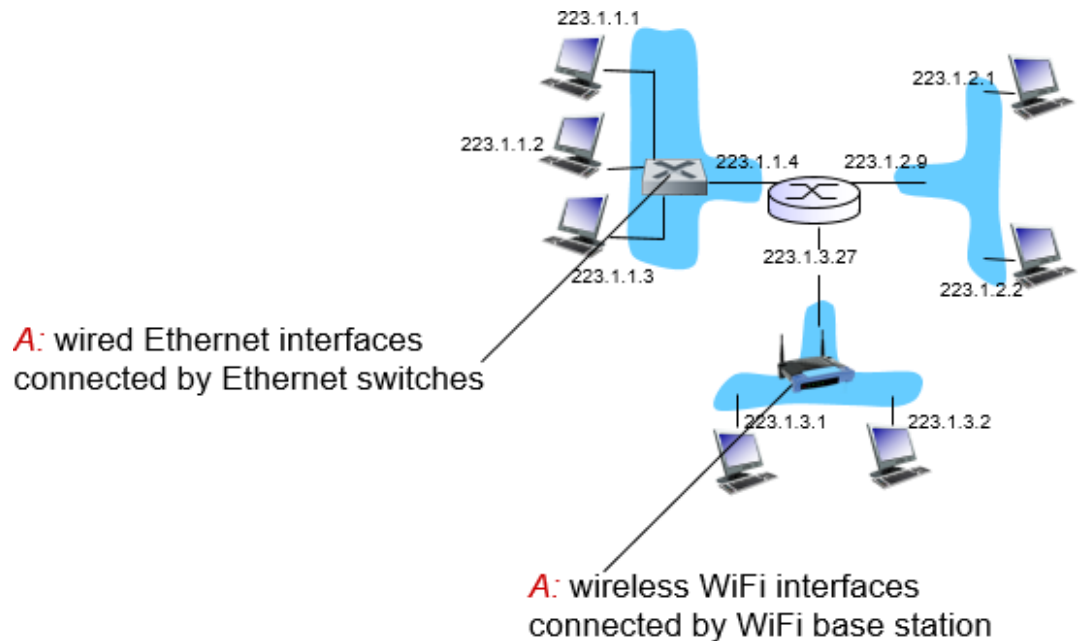 223.1.1.1
223.1.2.1
223.1.1.2
223.1.1.4
223.1.2.9
223.1.3.27
223.1.1.3
223.1.2.2
A: wired Ethernet interfaces
connected by Ethernet switches
223.1.3.1
223.1.3.2
A: wireless WiFi interfaces
connected by WiFi base station